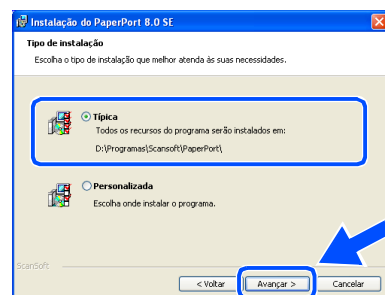 Instalação do PaperPort 8.0 SE
Tipo de instalação
Escolha o tipo de instalação que melhor atenda às suas necessidades.
Típica
Todos os recursos do programa serão instalados em:
D:\Programas\Scansoft\PaperPort\
Personalizada
Escolha onde instalar o programa.
ScanSoft
< Voltar
Avançar >
Cancelar